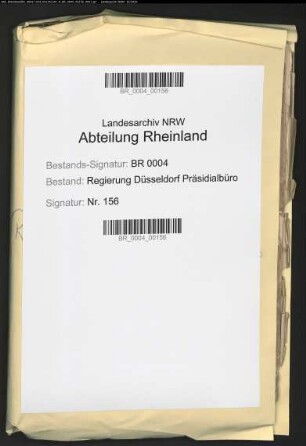 BR_0004_00156
Landesarchiv NRW
Abteilung Rheinland
Bestands-Signatur: BR 0004
Bestand: Regierung Düsseldorf Präsidialbüro
Signatur: Nr. 156
BR_0004_00156